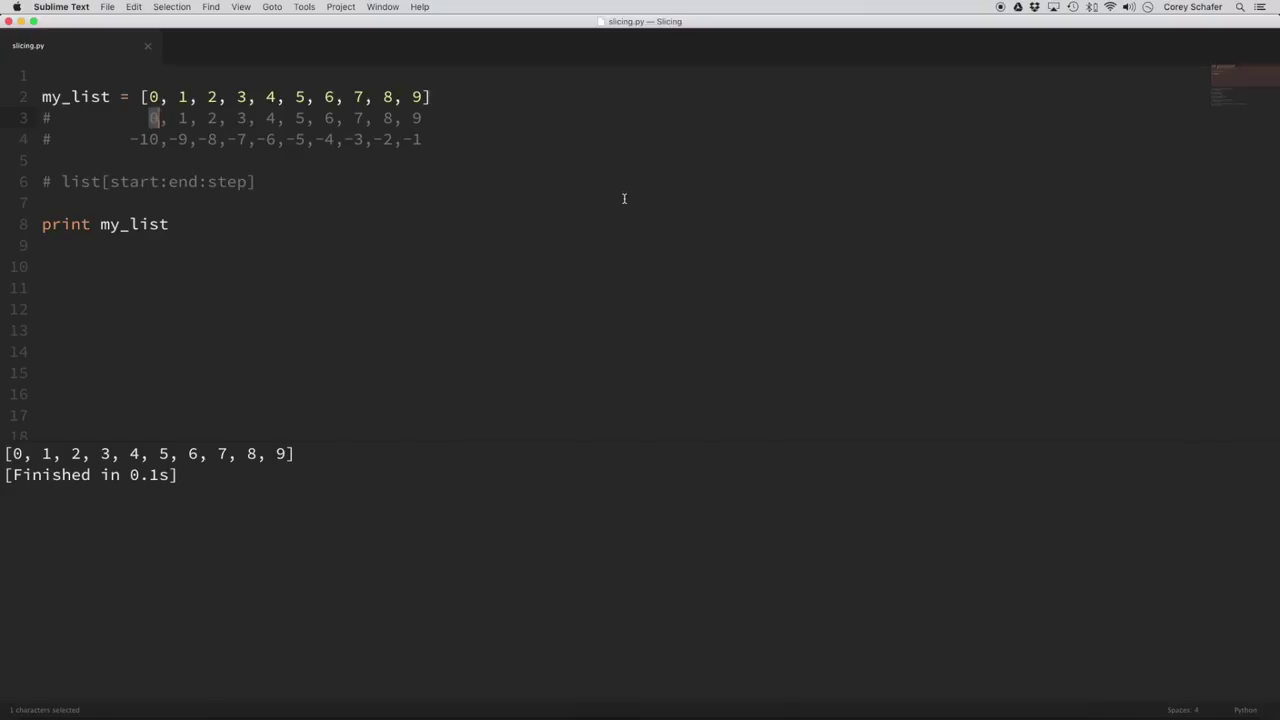 Sublime Text File Edit Selection Find View Goto Tools Project Window Help Corey Schafer
slicing.py — Slicing
slicing.py
1
2 my_list = [0, 1, 2, 3, 4, 5, 6, 7, 8, 9]
3 # 0, 1, 2, 3, 4, 5, 6, 7, 8, 9
4 # -10,-9,-8,-7,-6,-5,-4,-3,-2,-1
5
6 # list[start:end:step]
7
8 print my_list
9
10
11
12
13
14
15
16
17
18
[0, 1, 2, 3, 4, 5, 6, 7, 8, 9]
[Finished in 0.1s]
1 characters selected Spaces: 4 Python